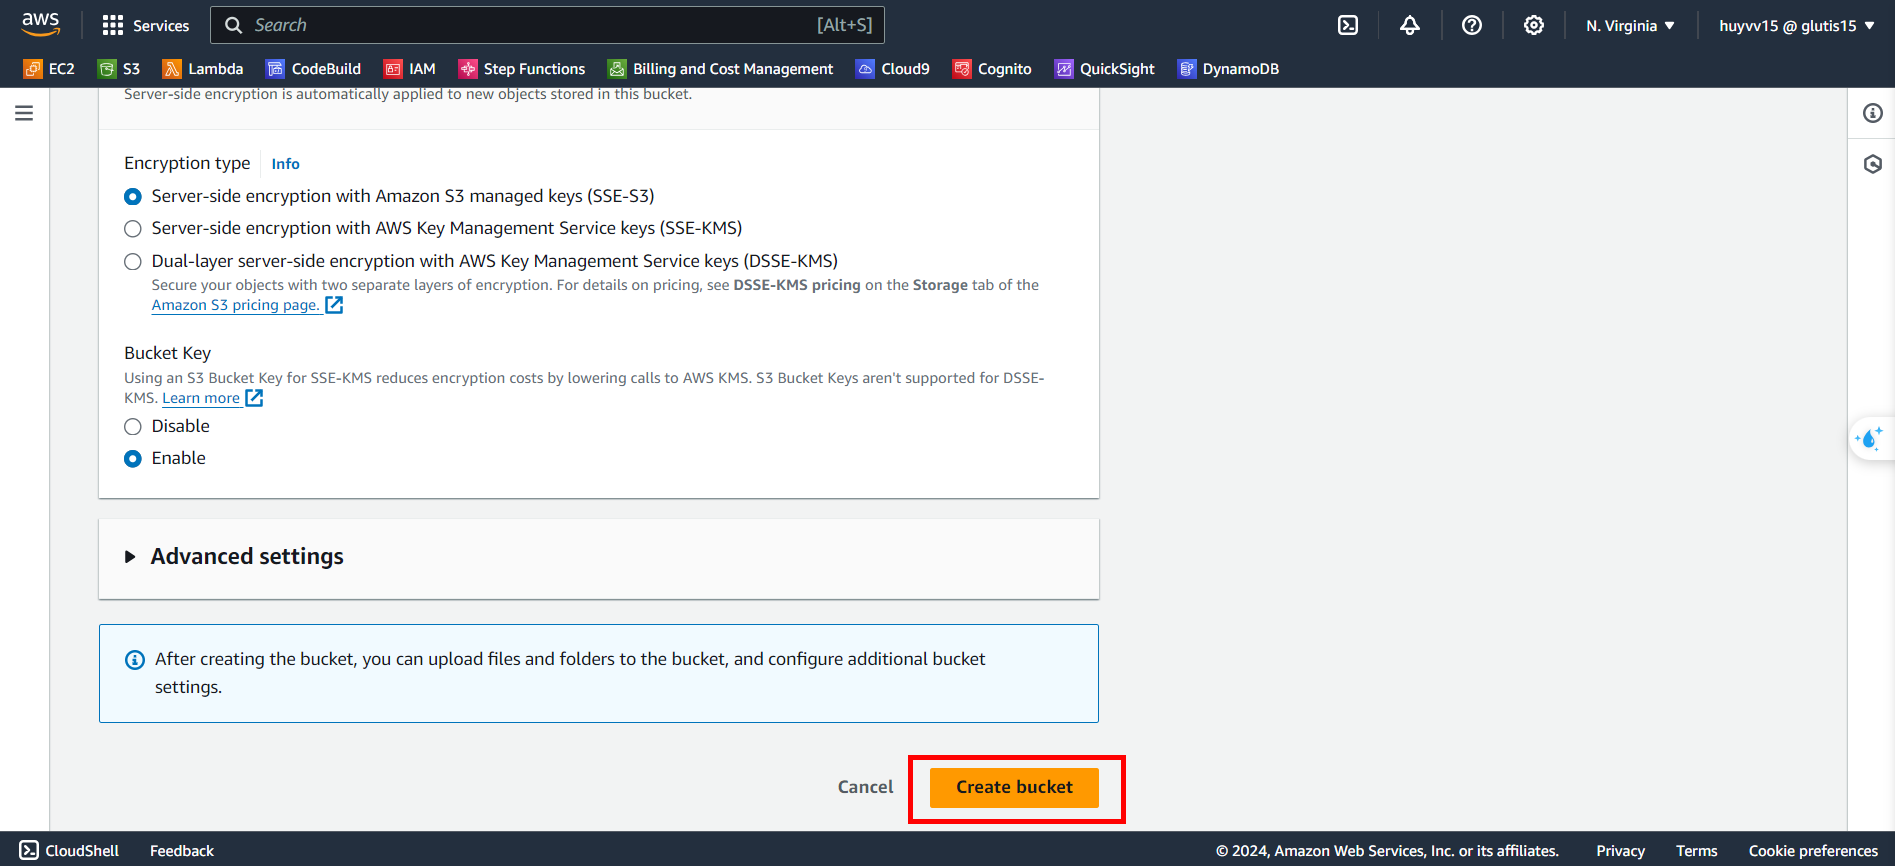 aws
Services
Search [Alt+S]
N. Virginia
huyvv15 @ glutis15
EC2 S3 Lambda CodeBuild IAM Step Functions Billing and Cost Management Cloud9 Cognito QuickSight DynamoDB
Server-side encryption is automatically applied to new objects stored in this bucket.
Encryption type Info
Server-side encryption with Amazon S3 managed keys (SSE-S3)
Server-side encryption with AWS Key Management Service keys (SSE-KMS)
Dual-layer server-side encryption with AWS Key Management Service keys (DSSE-KMS)
Secure your objects with two separate layers of encryption. For details on pricing, see DSSE-KMS pricing on the Storage tab of the
Amazon S3 pricing page.
Bucket Key
Using an S3 Bucket Key for SSE-KMS reduces encryption costs by lowering calls to AWS KMS. S3 Bucket Keys aren't supported for DSSE-
KMS. Learn more
Disable
Enable
Advanced settings
After creating the bucket, you can upload files and folders to the bucket, and configure additional bucket
settings.
Cancel Create bucket
CloudShell Feedback © 2024, Amazon Web Services, Inc. or its affiliates. Privacy Terms Cookie preferences